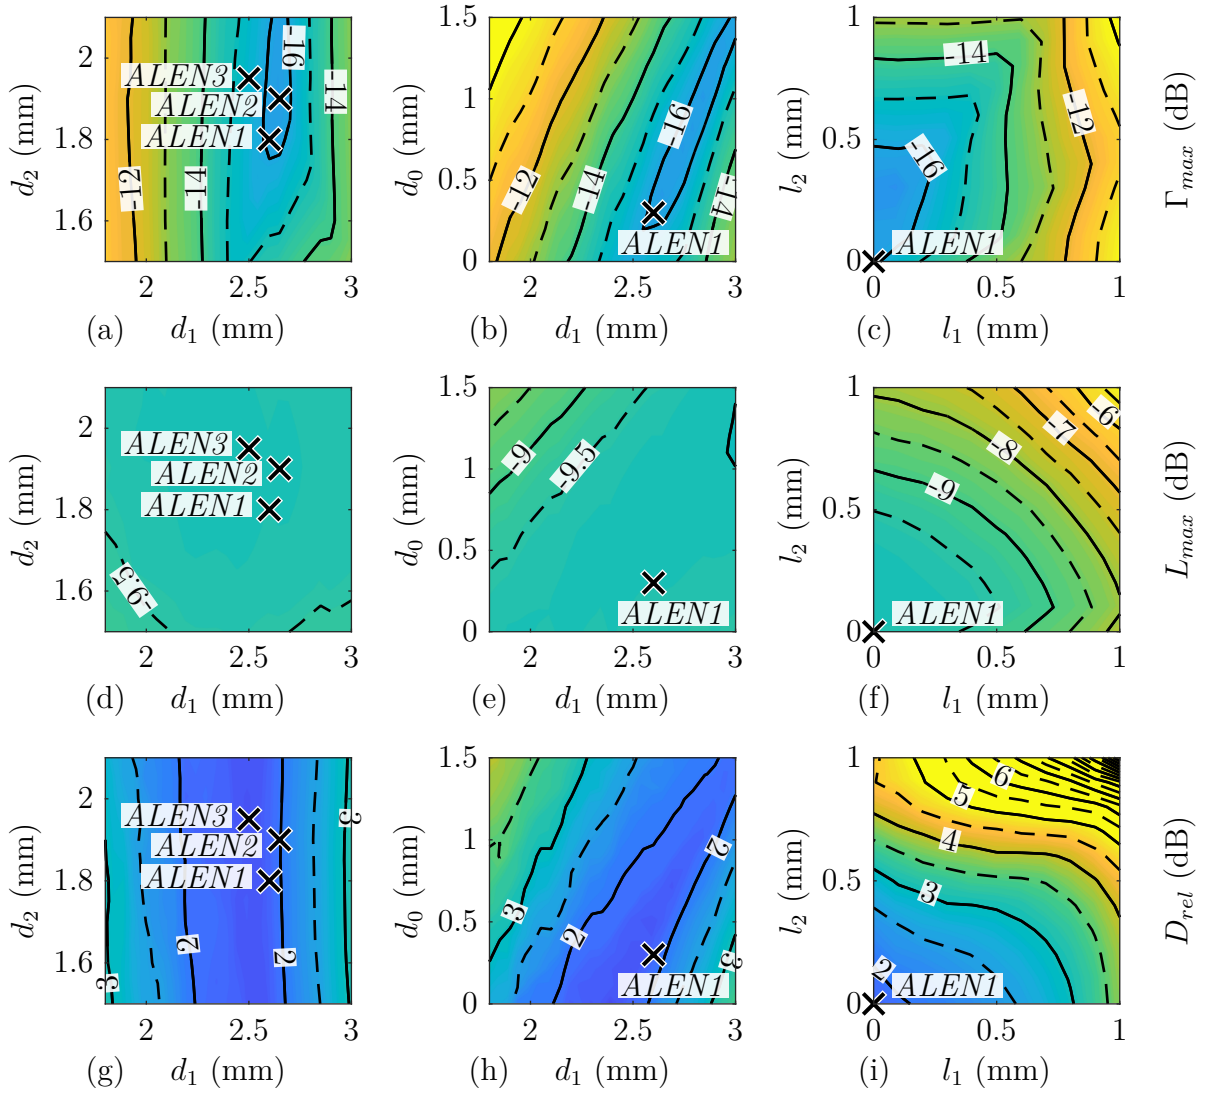 2
1.8
1.6
d₂ (mm)
ALEN3
ALEN2
ALEN1
-12
-14
-16
-14
2
2.5
3
(a) d₁ (mm)
1.5
1
0.5
0
d₀ (mm)
-12
-14
-16
-14
ALEN1
2
2.5
3
(b) d₁ (mm)
1
0.5
0
l₂ (mm)
-14
-16
-12
ALEN1
0
0.5
1
(c) l₁ (mm)
Γmax (dB)
2
1.8
1.6
d₂ (mm)
ALEN3
ALEN2
ALEN1
-9.5
2
2.5
3
(d) d₁ (mm)
1.5
1
0.5
0
d₀ (mm)
-9
-9.5
ALEN1
2
2.5
3
(e) d₁ (mm)
1
0.5
0
l₂ (mm)
-6
-7
-8
-9
ALEN1
0
0.5
1
(f) l₁ (mm)
Lmax (dB)
2
1.8
1.6
d₂ (mm)
ALEN3
ALEN2
ALEN1
3
2
2
3
2
2.5
3
(g) d₁ (mm)
1.5
1
0.5
0
d₀ (mm)
3
2
2
3
ALEN1
2
2.5
3
(h) d₁ (mm)
1
0.5
0
l₂ (mm)
6
5
4
3
2
ALEN1
0
0.5
1
(i) l₁ (mm)
Drel (dB)